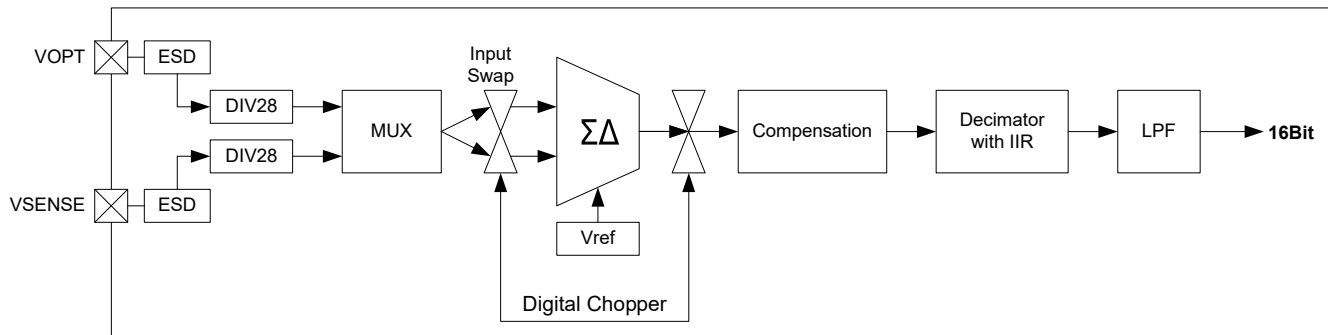 VOPT
ESD
Input
Swap
DIV28
MUX
ΣΔ
Compensation
Decimator
with IIR
LPF
16Bit
DIV28
VSENSE
ESD
Vref
Digital Chopper